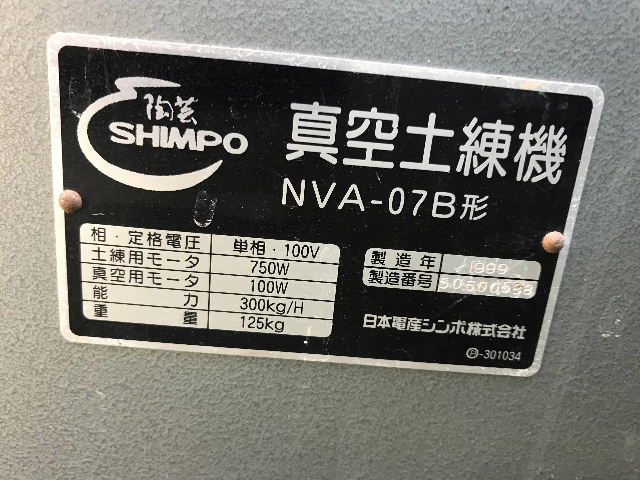 陶芸
SHIMPO
真空土練機
NVA-07B形
相・定格電圧 単相・100V
土練用モータ 750W
真空用モータ 100W
能力 300kg/H
重量 125kg
製造年 1999
製造番号
日本電産シンポ株式会社
Ⓟ-301034